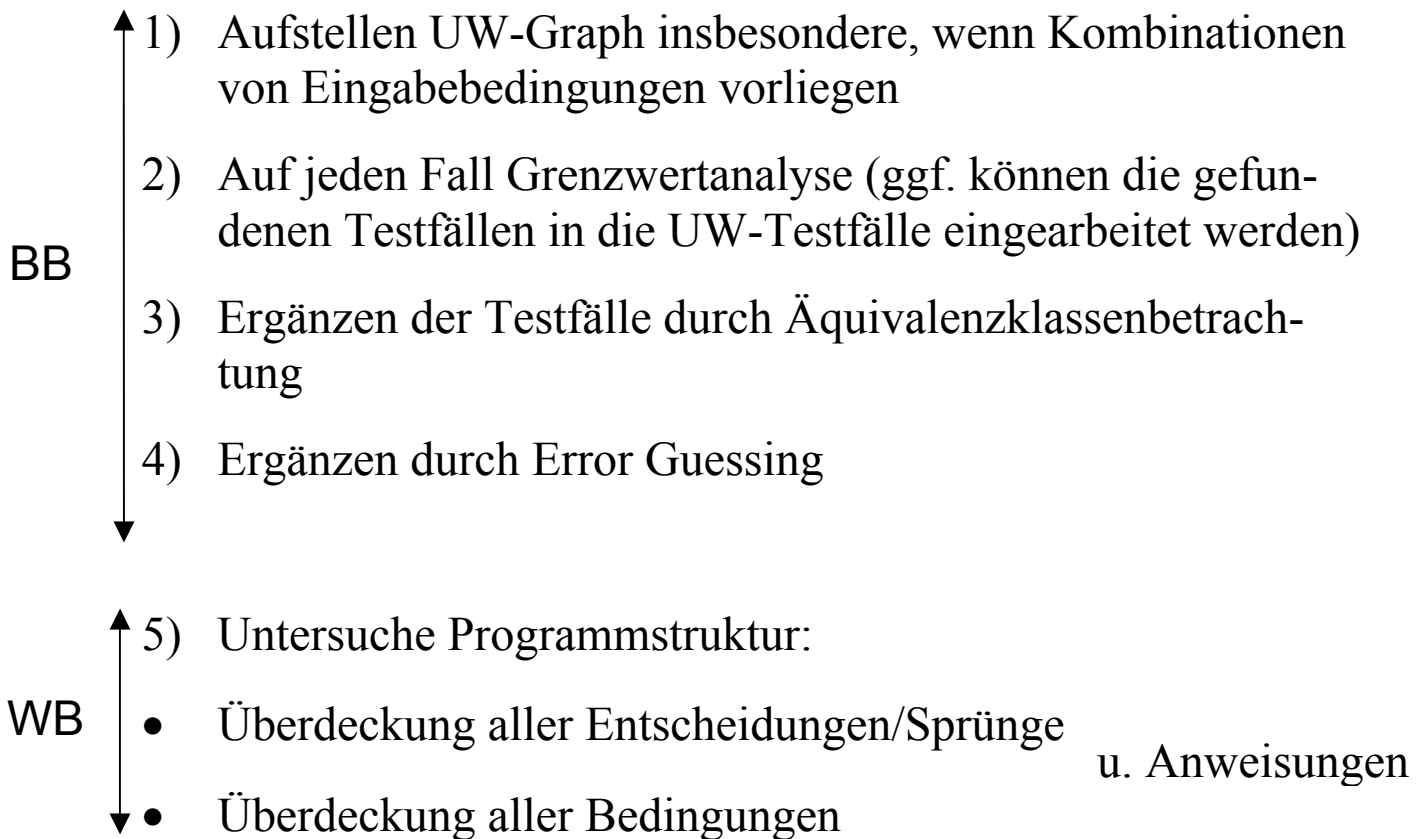 1) Aufstellen UW-Graph insbesondere, wenn Kombinationen
von Eingabebedingungen vorliegen
2) Auf jeden Fall Grenzwertanalyse (ggf. können die gefun-
denen Testfällen in die UW-Testfälle eingearbeitet werden)
BB
3) Ergänzen der Testfälle durch Äquivalenzklassenbetrach-
tung
4) Ergänzen durch Error Guessing
5) Untersuche Programmstruktur:
WB
• Überdeckung aller Entscheidungen/Sprünge
u. Anweisungen
• Überdeckung aller Bedingungen